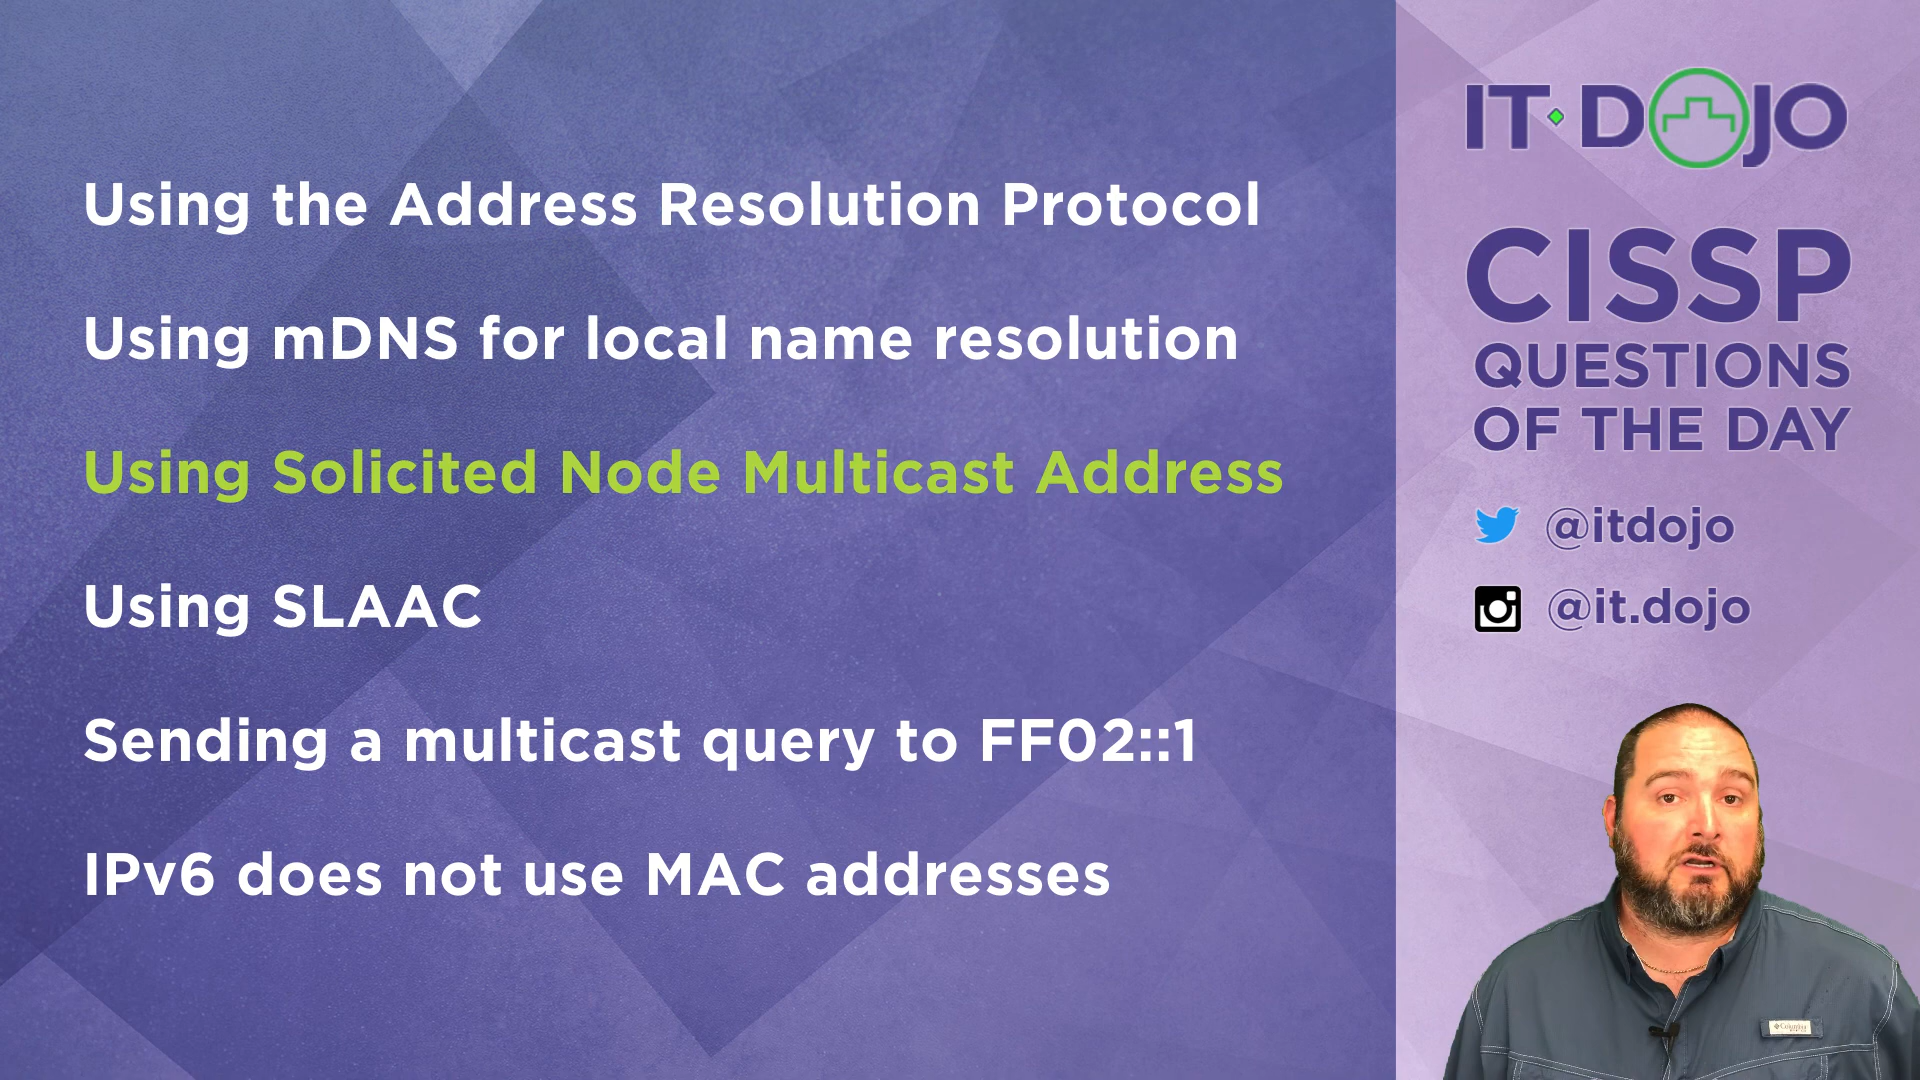 Using the Address Resolution Protocol
Using mDNS for local name resolution
Using Solicited Node Multicast Address
Using SLAAC
Sending a multicast query to FF02::1
IPv6 does not use MAC addresses
IT DOJO
CISSP
QUESTIONS
OF THE DAY
@itdojo
@it.dojo
Columbia